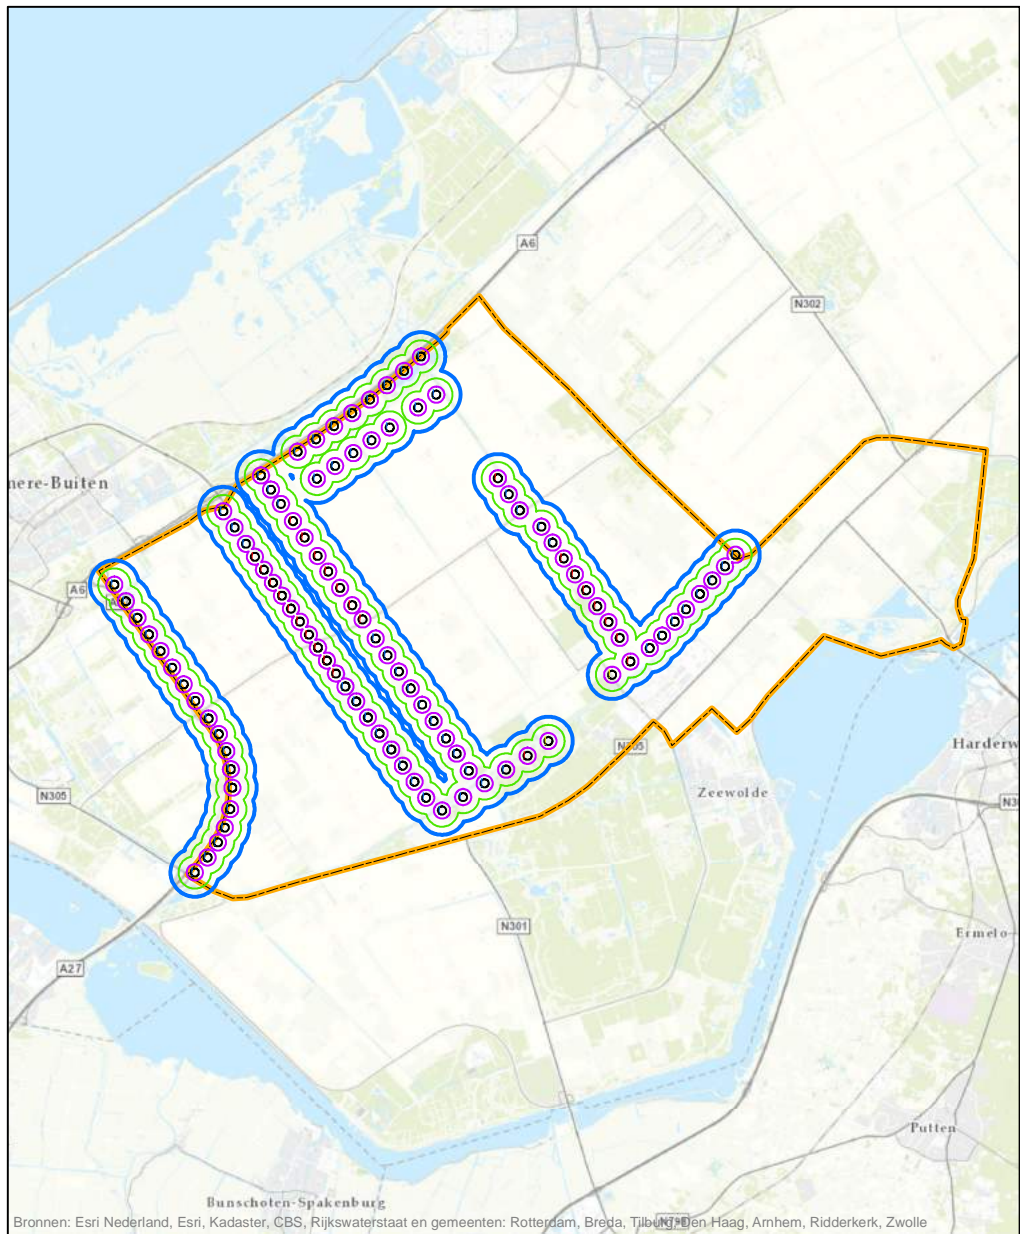 A6
N302
nere-Buiten
A6
N305
N305
Zeewolde
Harderw
N30
N301
Ermelo
A27
Putten
Bunschoten-Spakenburg
Bronnen: Esri Nederland, Esri, Kadaster, CBS, Rijkswaterstaat en gemeenten: Rotterdam, Breda, Tilburg, Den Haag, Arnhem, Ridderkerk, Zwolle